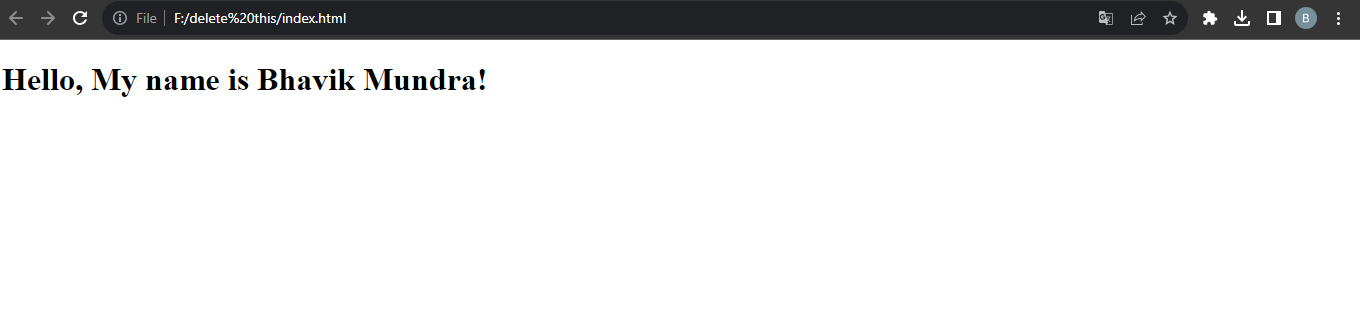 File F:/delete%20this/index.html B
Hello, My name is Bhavik Mundra!